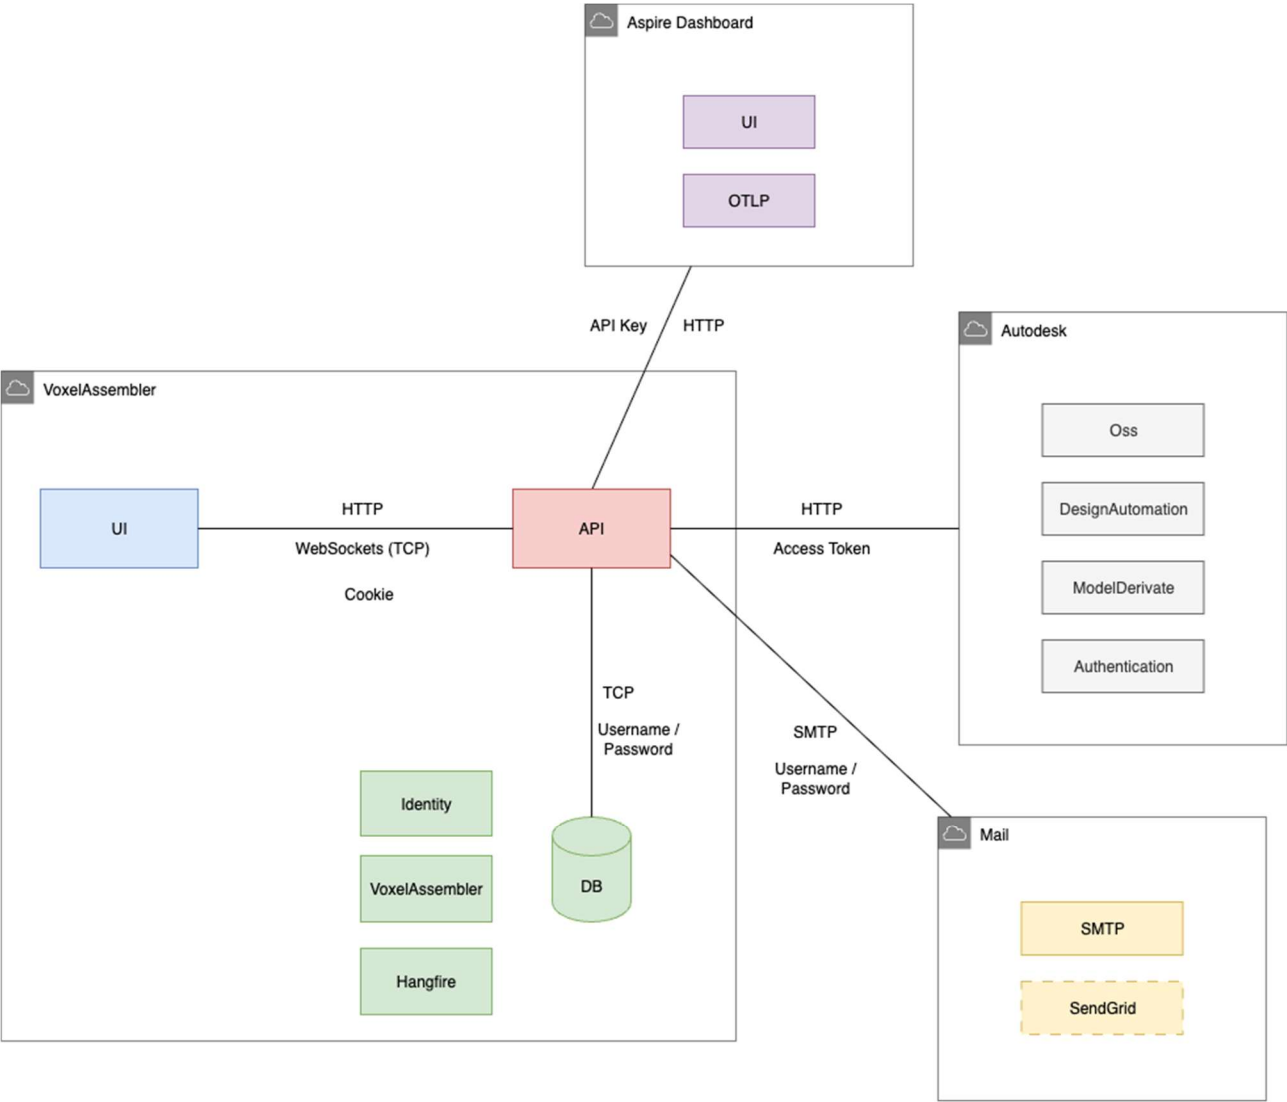 Aspire Dashboard
UI
OTLP
API Key
HTTP
Autodesk
Oss
DesignAutomation
ModelDerivate
Authentication
VoxelAssembler
UI
HTTP
WebSockets (TCP)
Cookie
API
HTTP
Access Token
TCP
Username /
Password
SMTP
Username /
Password
Identity
VoxelAssembler
Hangfire
DB
Mail
SMTP
SendGrid